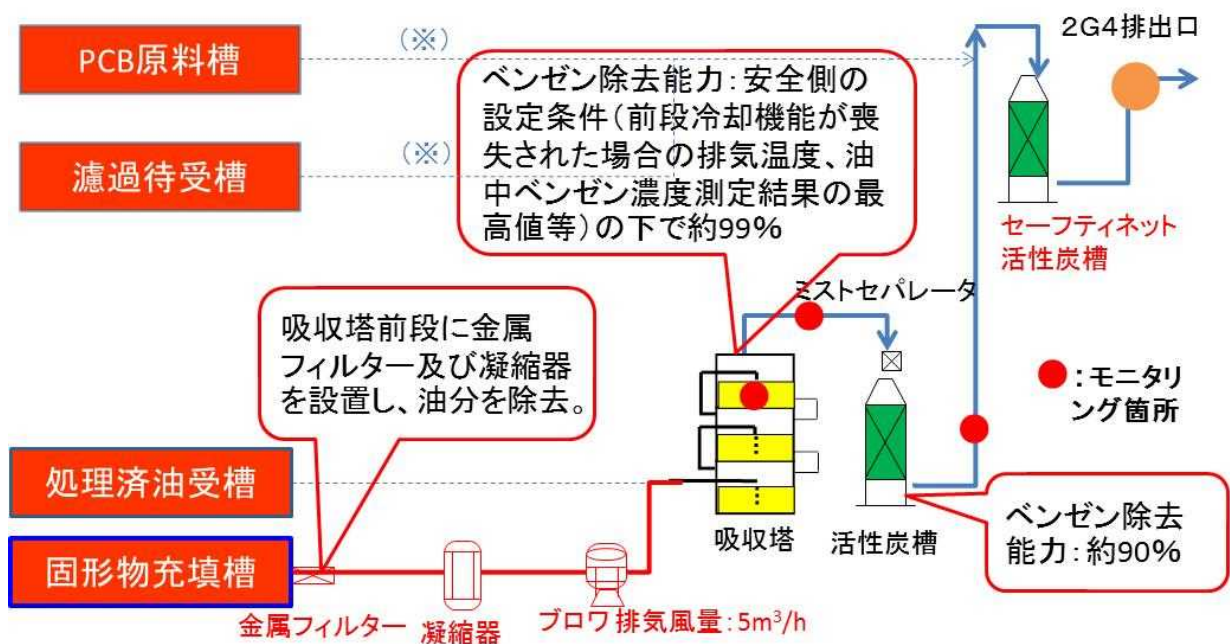 PCB原料槽
(※)
2G4排出口
ベンゼン除去能力:安全側の
設定条件(前段冷却機能が喪
失された場合の排気温度、油
中ベンゼン濃度測定結果の最
高値等)の下で約99%
濾過待受槽
(※)
セーフティネット
活性炭槽
ミストセパレータ
吸収塔前段に金属
フィルター及び凝縮器
を設置し、油分を除去。
:モニタリ
ング箇所
処理済油受槽
吸収塔
活性炭槽
ベンゼン除去
能力:約90%
固形物充填槽
金属フィルター
凝縮器
ブロワ排気風量:5m³/h